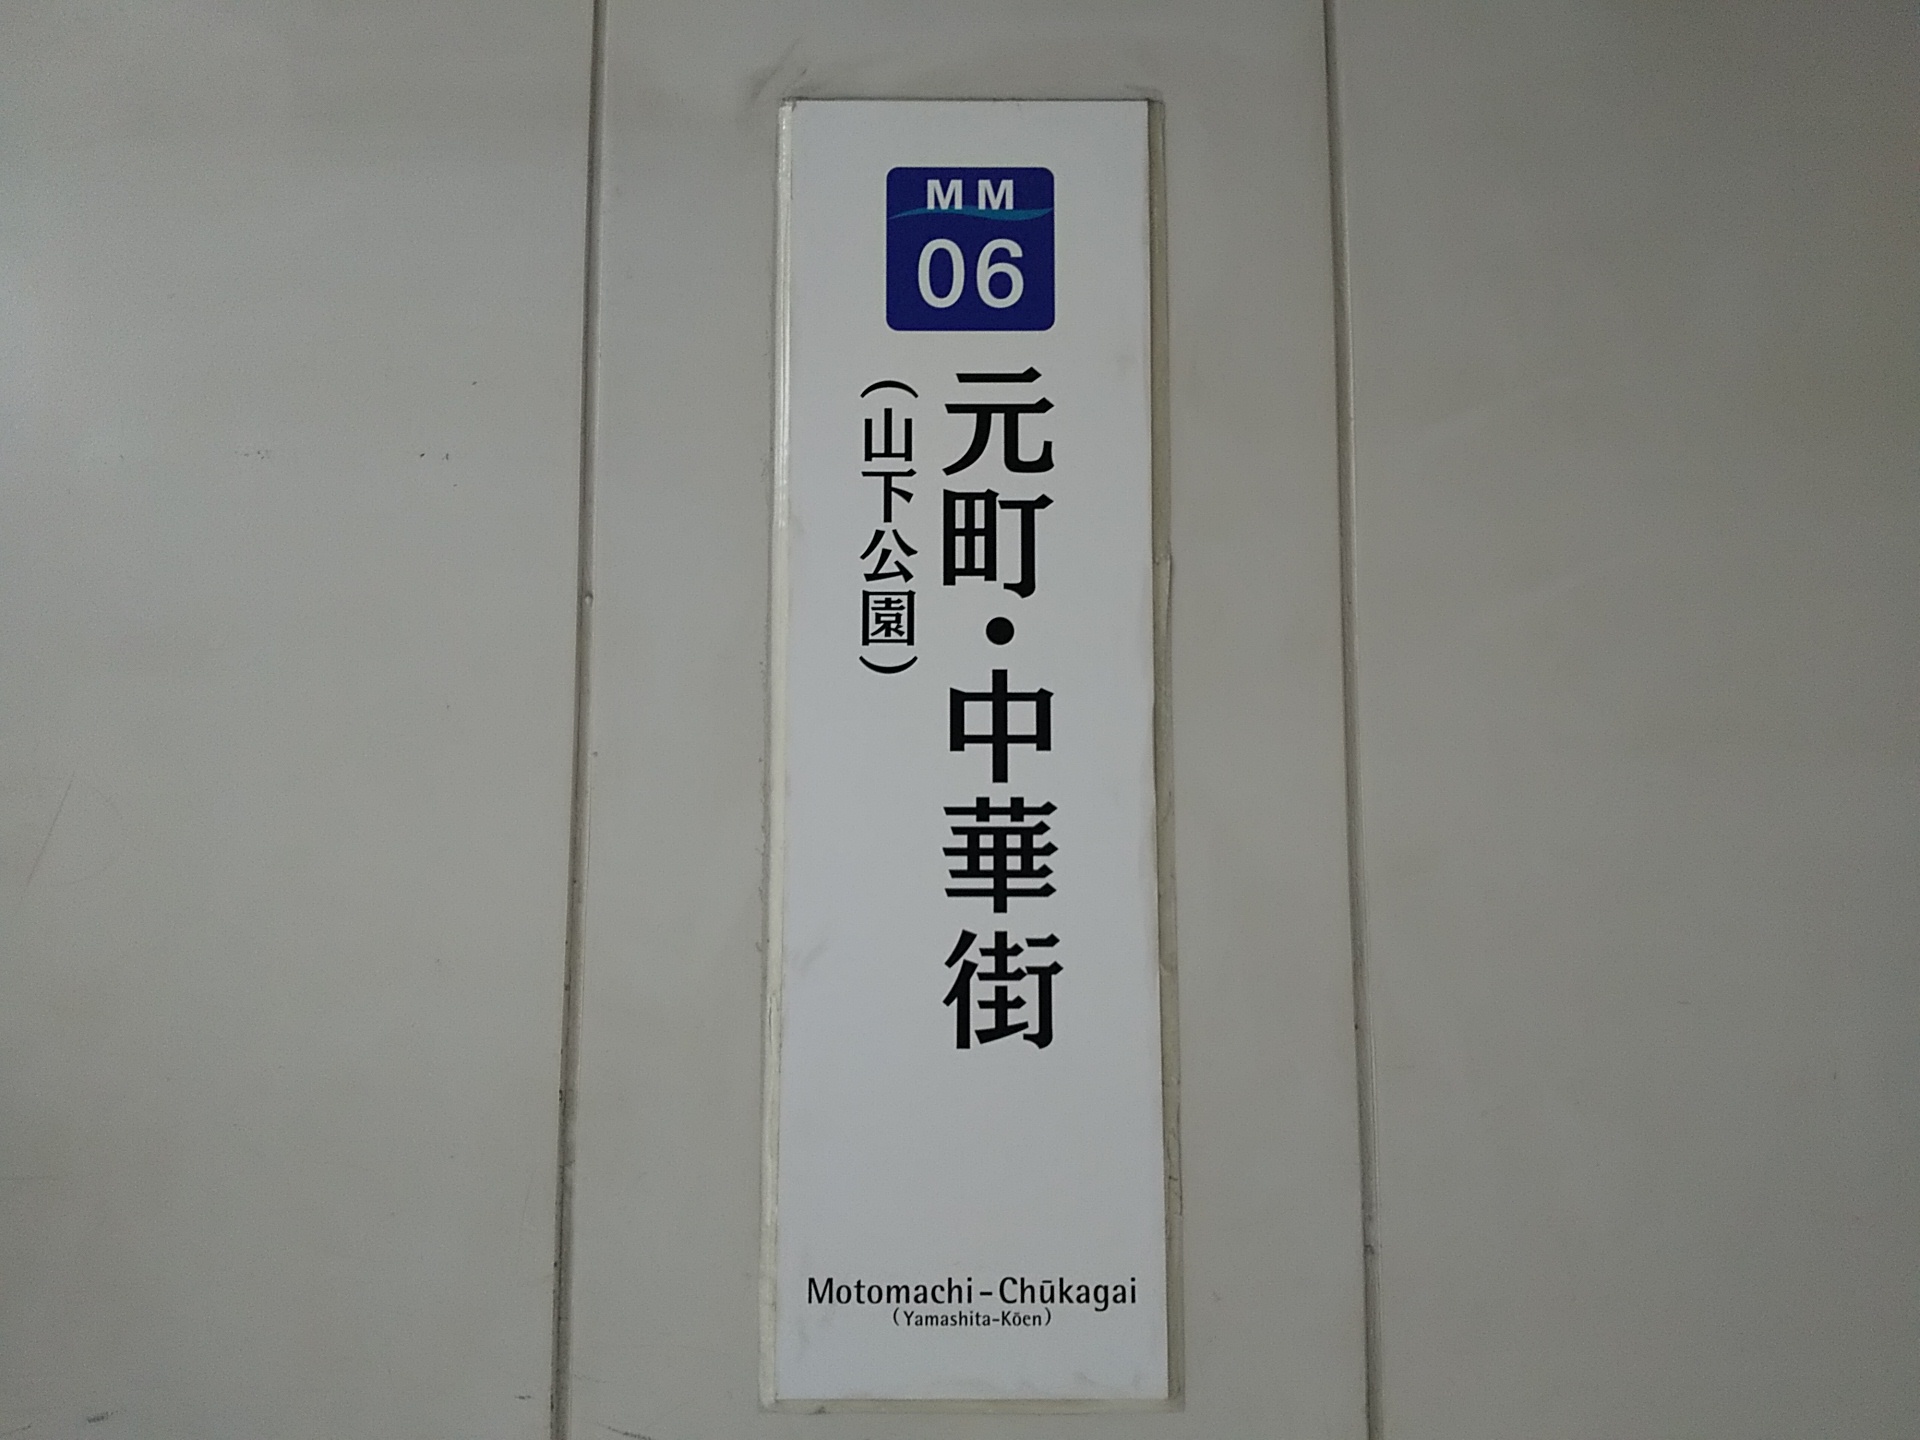 MM
06
元町・中華街
（山下公園）
Motomachi-Chūkagai
(Yamashita-Kōen)